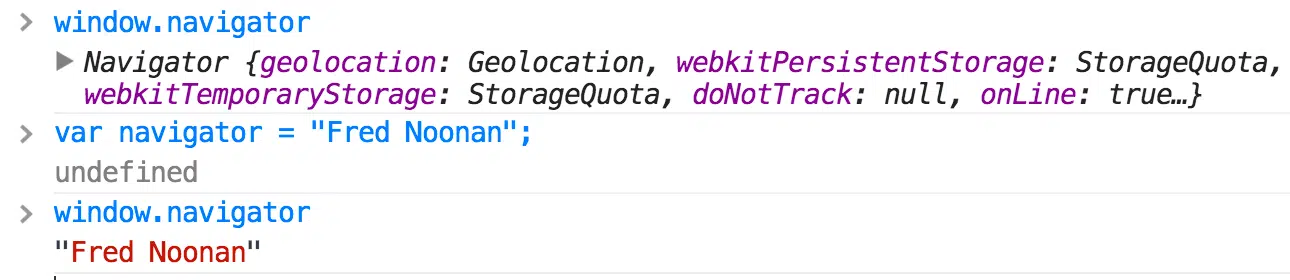 > window.navigator
▶ Navigator {geolocation: Geolocation, webkitPersistentStorage: StorageQuota,
webkitTemporaryStorage: StorageQuota, doNotTrack: null, onLine: true…}
> var navigator = "Fred Noonan";
undefined
> window.navigator
"Fred Noonan"